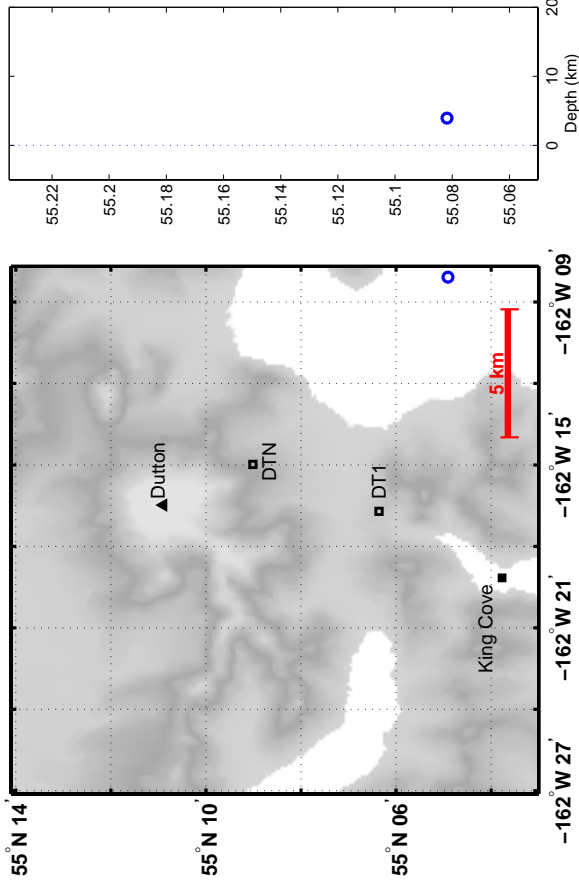 55.22
55.2
55.18
55.16
55.14
55.12
55.1
55.08
55.06
0
10
20
Depth (km)
55°N 14'
55°N 10'
55°N 06'
-162°W 27'
-162°W 21'
-162°W 15'
-162°W 09'
Dutton
DTN
DT1
King Cove
5 km